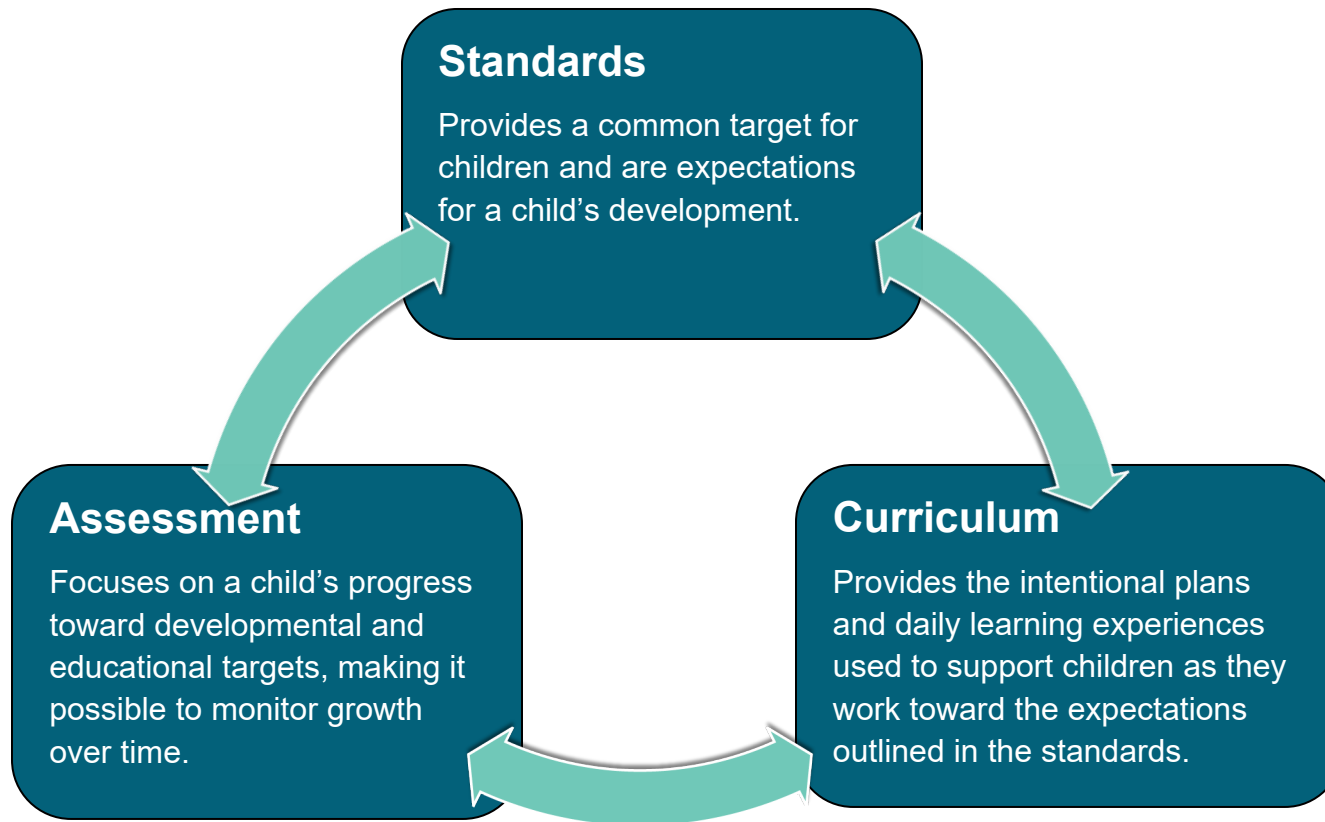 Standards
Provides a common target for
children and are expectations
for a child’s development.
Assessment
Focuses on a child’s progress
toward developmental and
educational targets, making it
possible to monitor growth
over time.
Curriculum
Provides the intentional plans
and daily learning experiences
used to support children as they
work toward the expectations
outlined in the standards.